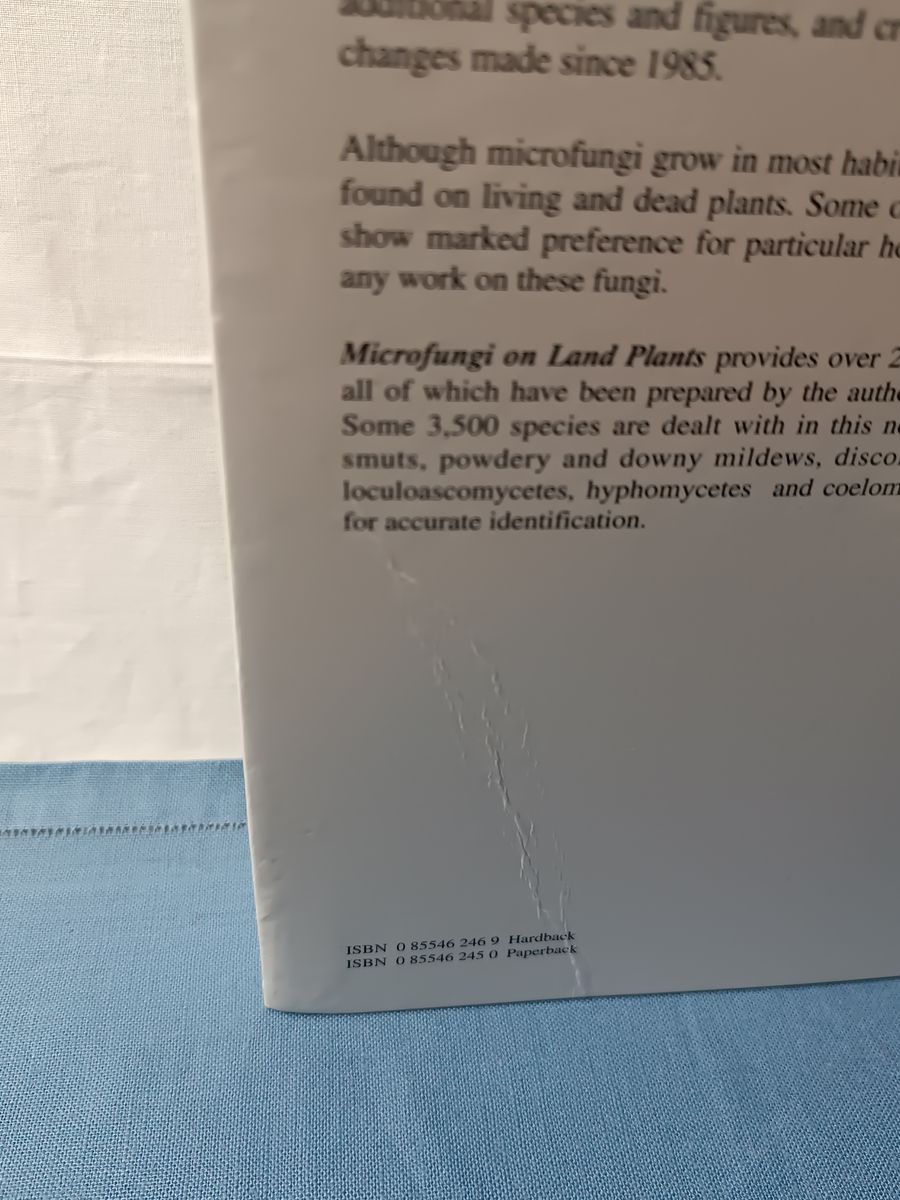 additional species and figures, and
changes made since 1985.
Although microfungi grow in most
found on living and dead plants. Some
show marked preference for particular
any work on these fungi.
Microfungi on Land Plants provides over 2
all of which have been prepared by the
Some 3,500 species are dealt with in this
smuts, powdery and downy mildews,
loculoascomycetes, hyphomycetes and
for accurate identification.
ISBN 0 85546 246 9 Hardback
ISBN 0 85546 245 0 Paperback